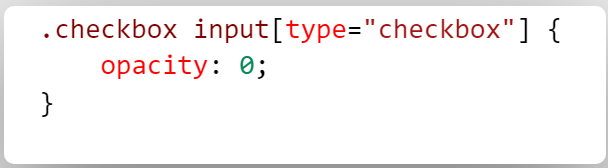 .checkbox input[type="checkbox"] {
    opacity: 0;
}